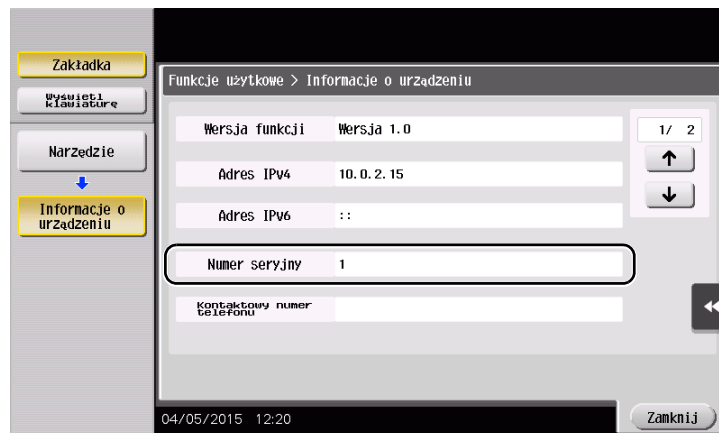 Zakładka
Wyświetl
klawiaturę
Narzędzie
Informacje o
urządzeniu
Funkcje użytkowe > Informacje o urządzeniu
Wersja funkcji Wersja 1.0
1/ 2
Adres IPv4 10.0.2.15
Adres IPv6 ::
Numer seryjny 1
Kontaktowy numer
telefonu
04/05/2015 12:20
Zamknij